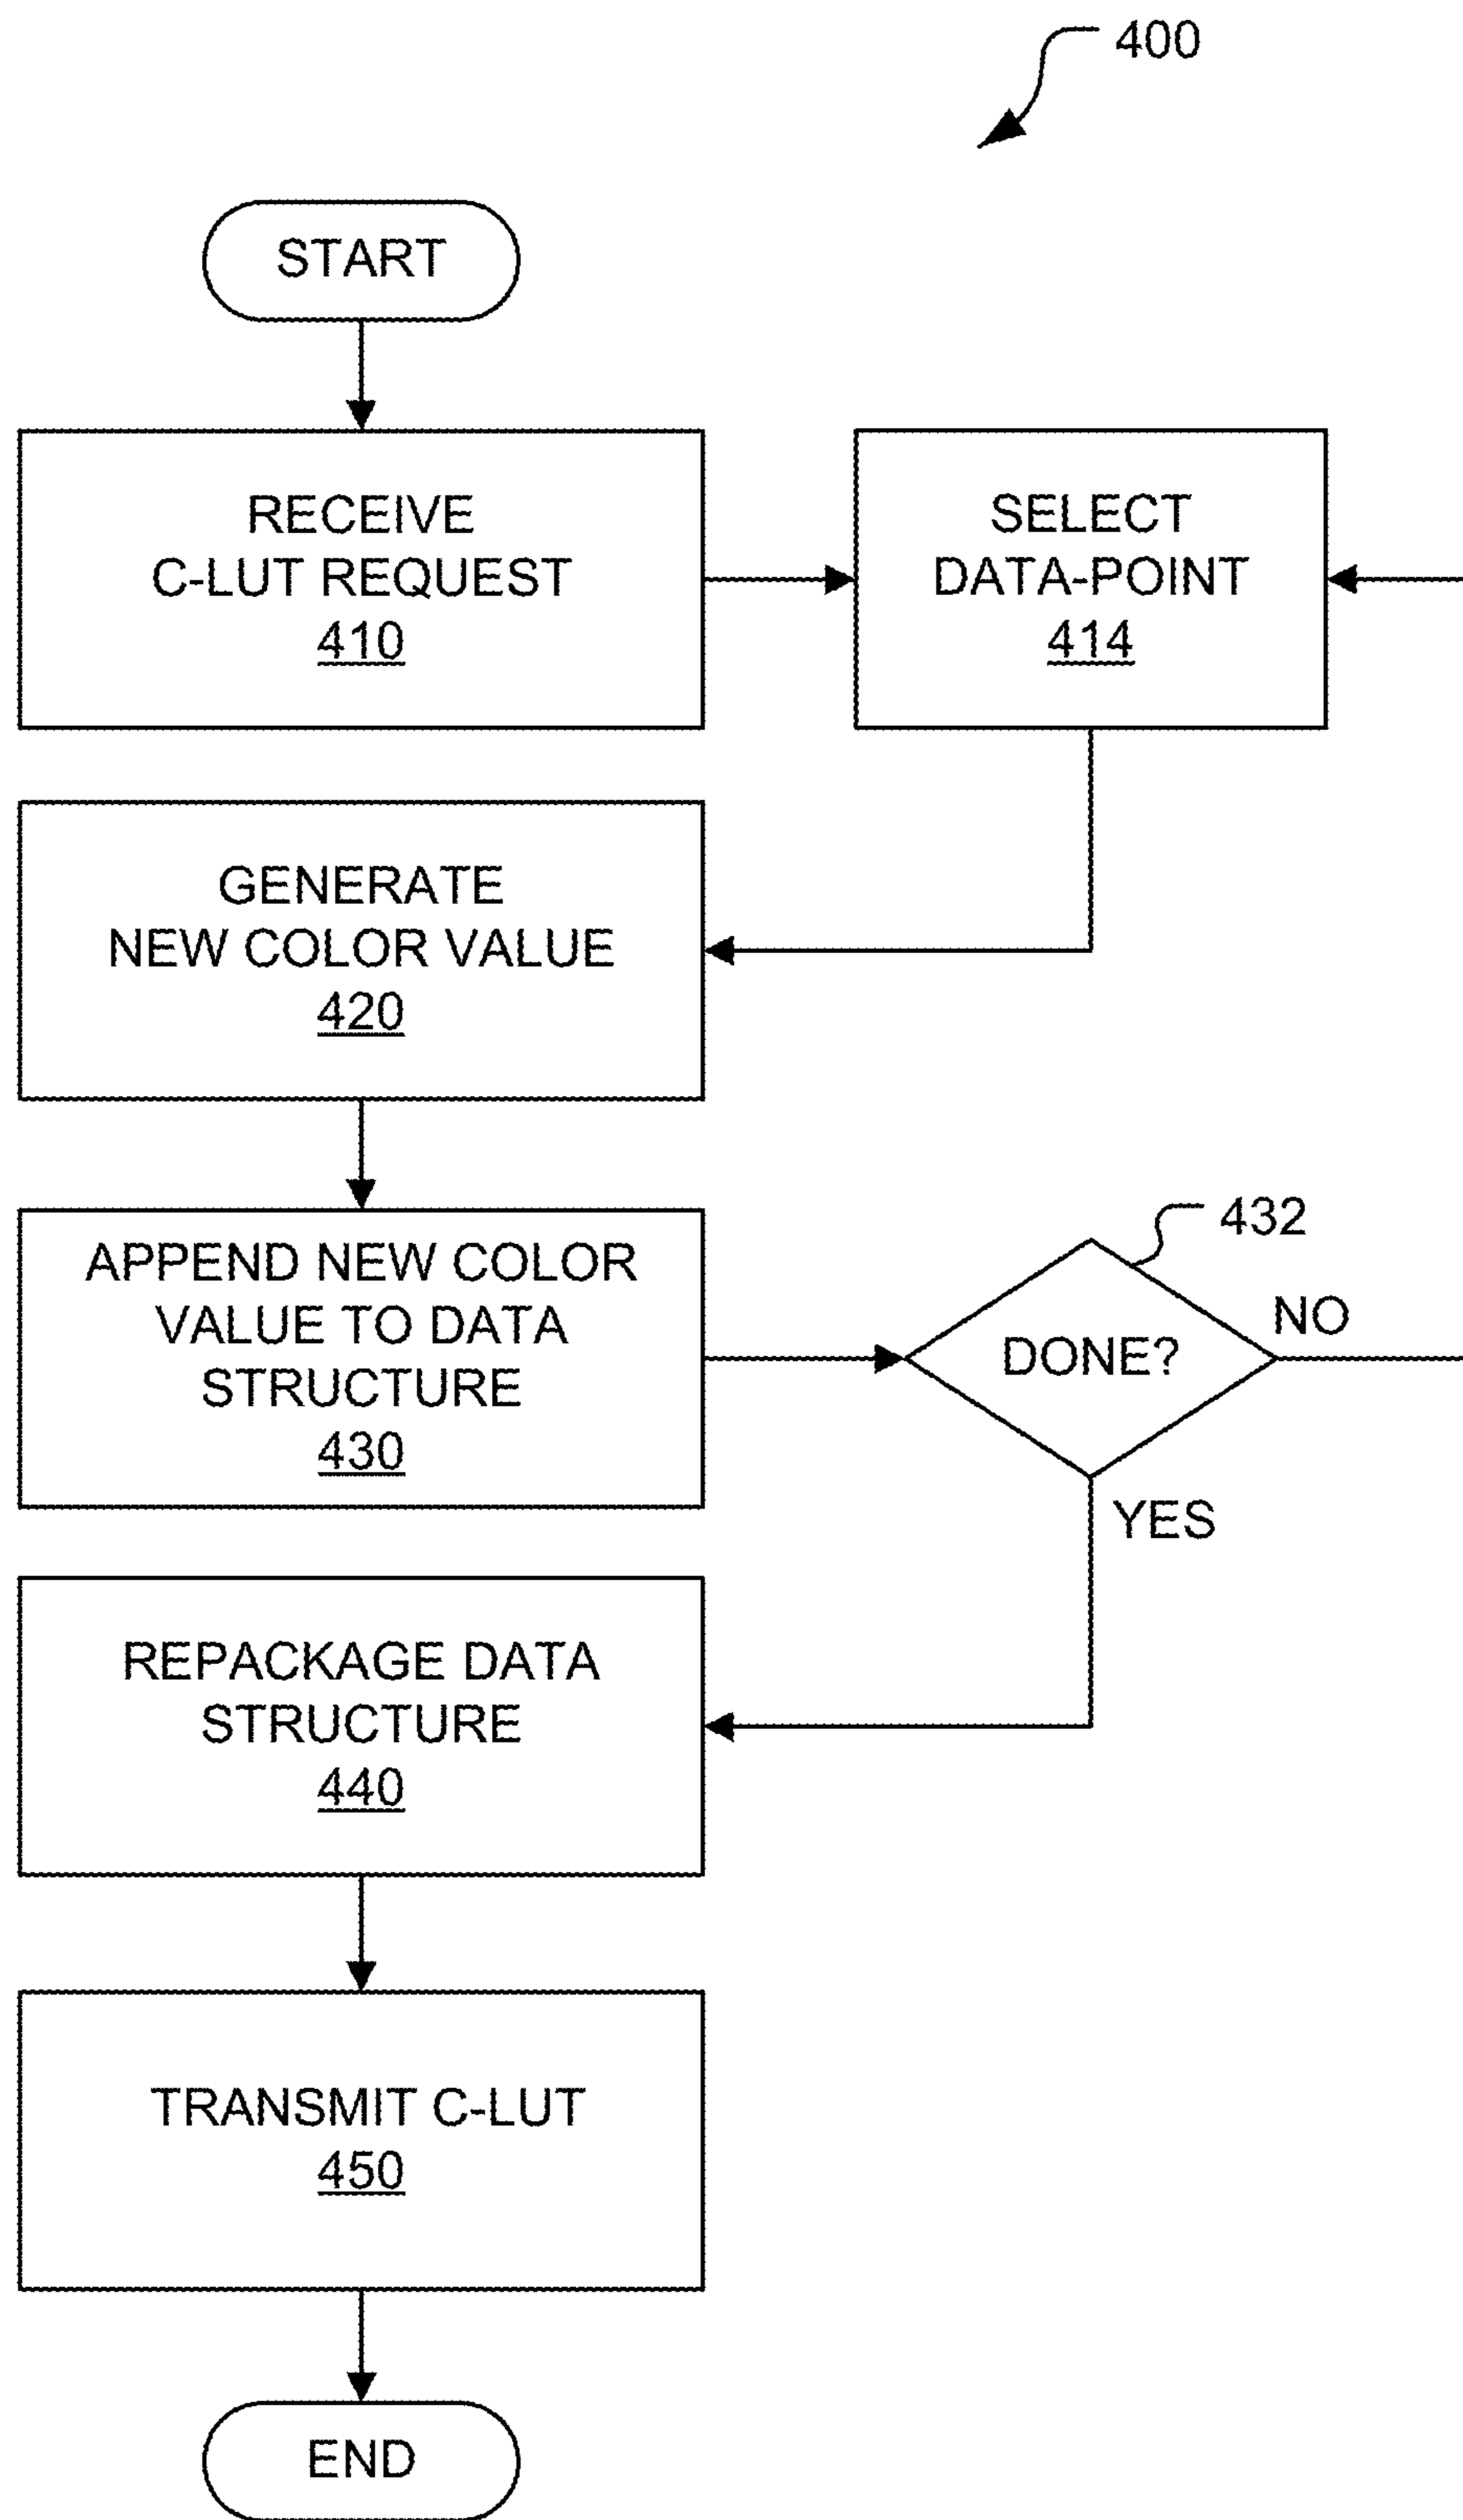 400
START
RECEIVE
C-LUT REQUEST
410
SELECT
DATA-POINT
414
GENERATE
NEW COLOR VALUE
420
APPEND NEW COLOR
VALUE TO DATA
STRUCTURE
430
432
DONE?
NO
YES
REPACKAGE DATA
STRUCTURE
440
TRANSMIT C-LUT
450
END